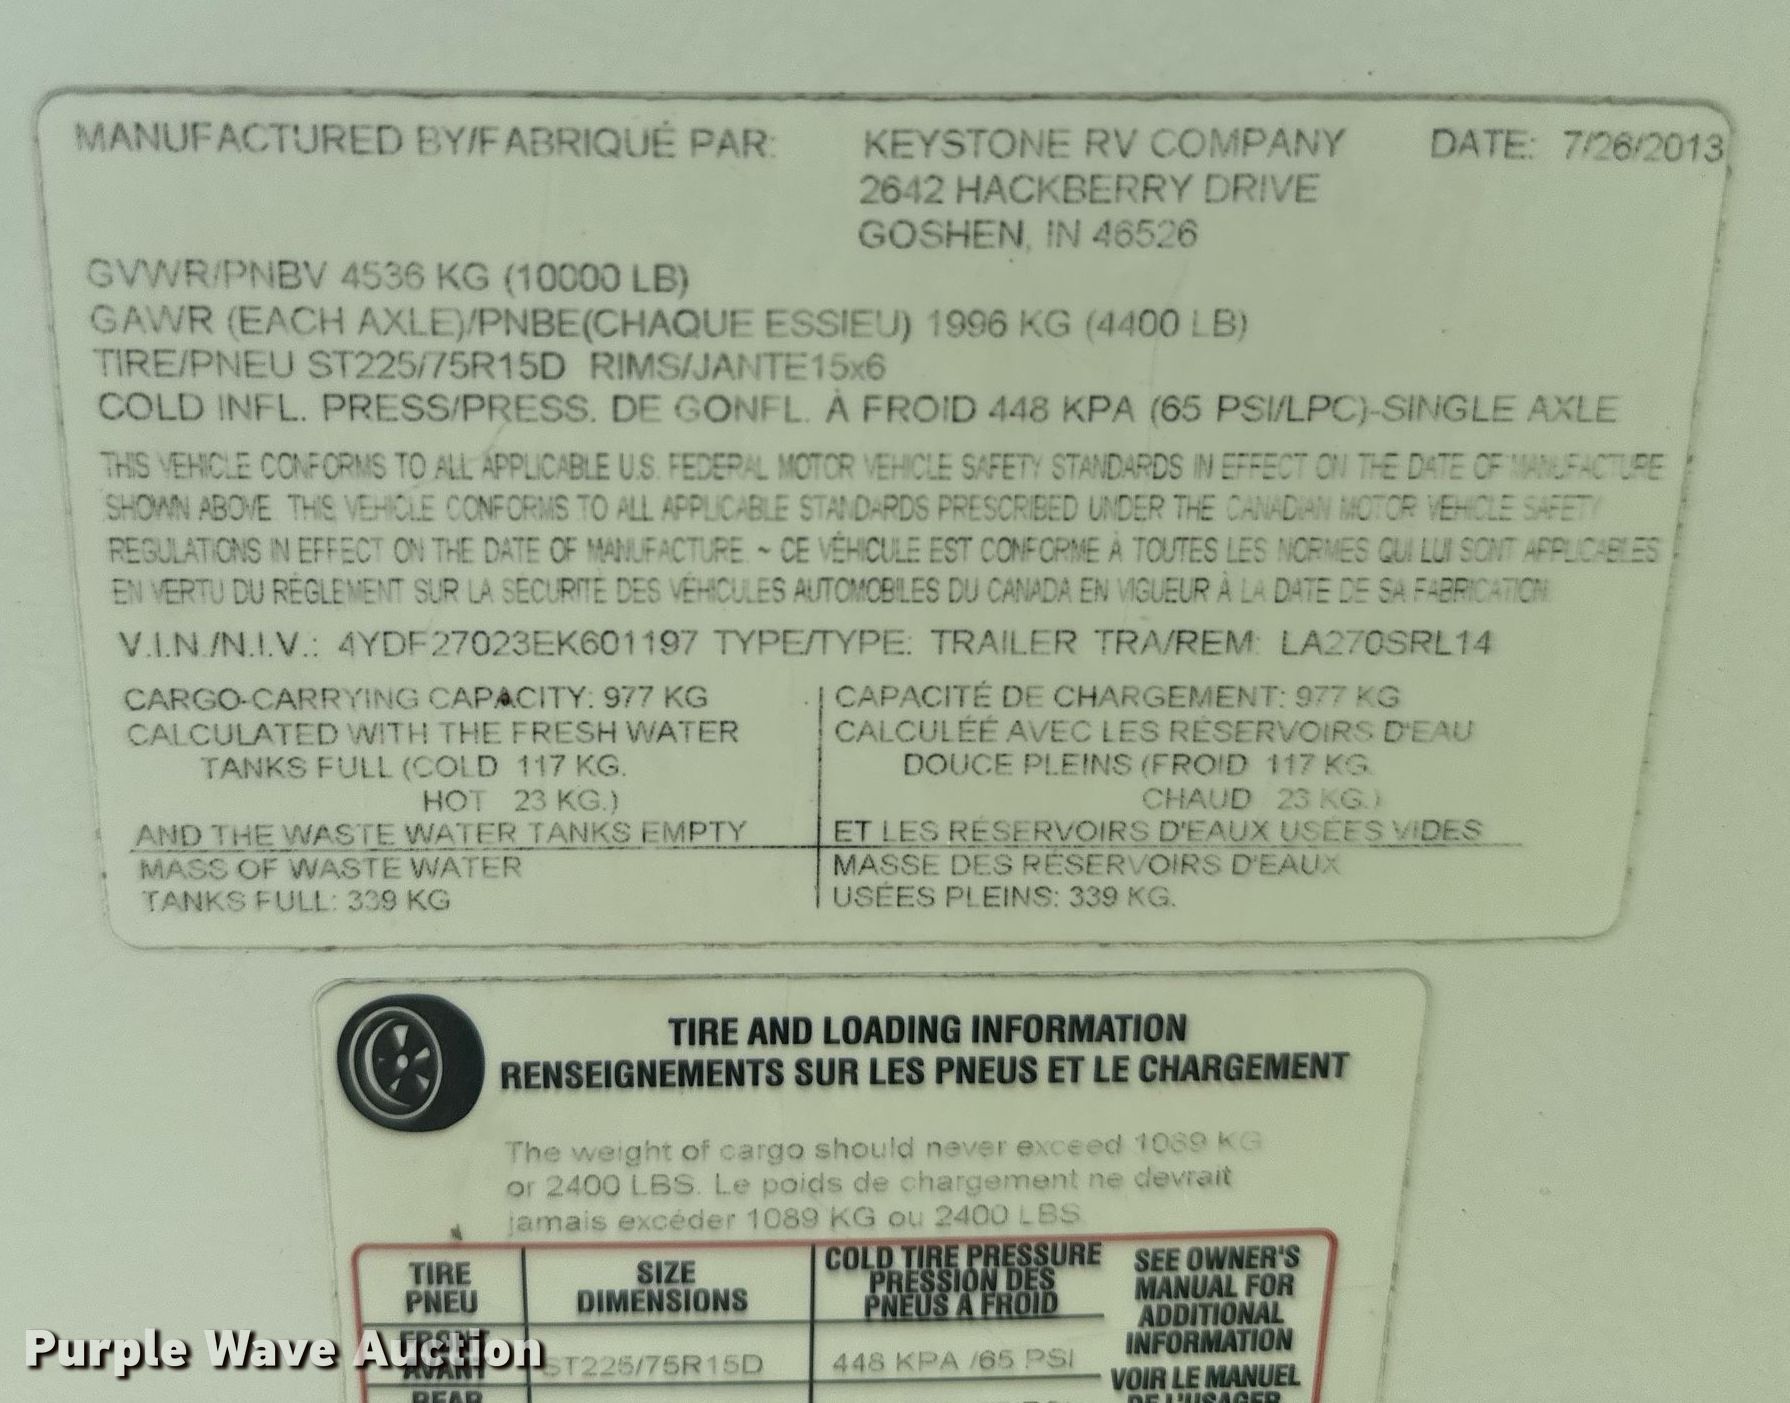 MANUFACTURED BY/FABRIQUÉ PAR: KEYSTONE RV COMPANY DATE: 7/26/2013
2642 HACKBERRY DRIVE
GOSHEN, IN 46526
GVWR/PNBV 4536 KG (10000 LB)
GAWR (EACH AXLE)/PNBE(CHAQUE ESSIEU) 1996 KG (4400 LB)
TIRE/PNEU ST225/75R15D RIMS/JANTE15x6
COLD INFL. PRESS/PRESS. DE GONFL. À FROID 448 KPA (65 PSI/LPC)-SINGLE AXLE
THIS VEHICLE CONFORMS TO ALL APPLICABLE U.S. FEDERAL MOTOR VEHICLE SAFETY STANDARDS IN EFFECT ON THE DATE OF MANUFACTURE
SHOWN ABOVE. THIS VEHICLE CONFORMS TO ALL APPLICABLE STANDARDS PRESCRIBED UNDER THE CANADIAN MOTOR VEHICLE SAFETY
REGULATIONS IN EFFECT ON THE DATE OF MANUFACTURE. ~ CE VÉHICULE EST CONFORME À TOUTES LES NORMES QUI LUI SONT APPLICABLES
EN VERTU DU RÈGLEMENT SUR LA SÉCURITÉ DES VÉHICULES AUTOMOBILES DU CANADA EN VIGUEUR À LA DATE DE SA FABRICATION.
V.I.N./N.I.V.: 4YDF27023EK601197 TYPE/TYPE: TRAILER TRA/REM: LA270SRL14
CARGO-CARRYING CAPACITY: 977 KG
CALCULATED WITH THE FRESH WATER
TANKS FULL (COLD 117 KG.
HOT 23 KG.)
AND THE WASTE WATER TANKS EMPTY
MASS OF WASTE WATER
TANKS FULL: 339 KG
CAPACITÉ DE CHARGEMENT: 977 KG
CALCULÉÉ AVEC LES RÉSERVOIRS D'EAU
DOUCE PLEINS (FROID 117 KG.
CHAUD 23 KG.)
ET LES RÉSERVOIRS D'EAUX USÉES VIDES
MASSE DES RÉSERVOIRS D'EAUX
USÉES PLEINS: 339 KG.
TIRE AND LOADING INFORMATION
RENSEIGNEMENTS SUR LES PNEUS ET LE CHARGEMENT
The weight of cargo should never exceed 1089 KG
or 2400 LBS. Le poids de chargement ne devrait
jamais excéder 1089 KG ou 2400 LBS.
TIRE
PNEU
SIZE
DIMENSIONS
COLD TIRE PRESSURE
PRESSION DES
PNEUS A FROID
SEE OWNER'S
MANUAL FOR
ADDITIONAL
INFORMATION
VOIR LE MANUEL
DE L'USAGER
FRONT
AVANT
ST225/75R15D
448 KPA /65 PSI
REAR
Purple Wave Auction